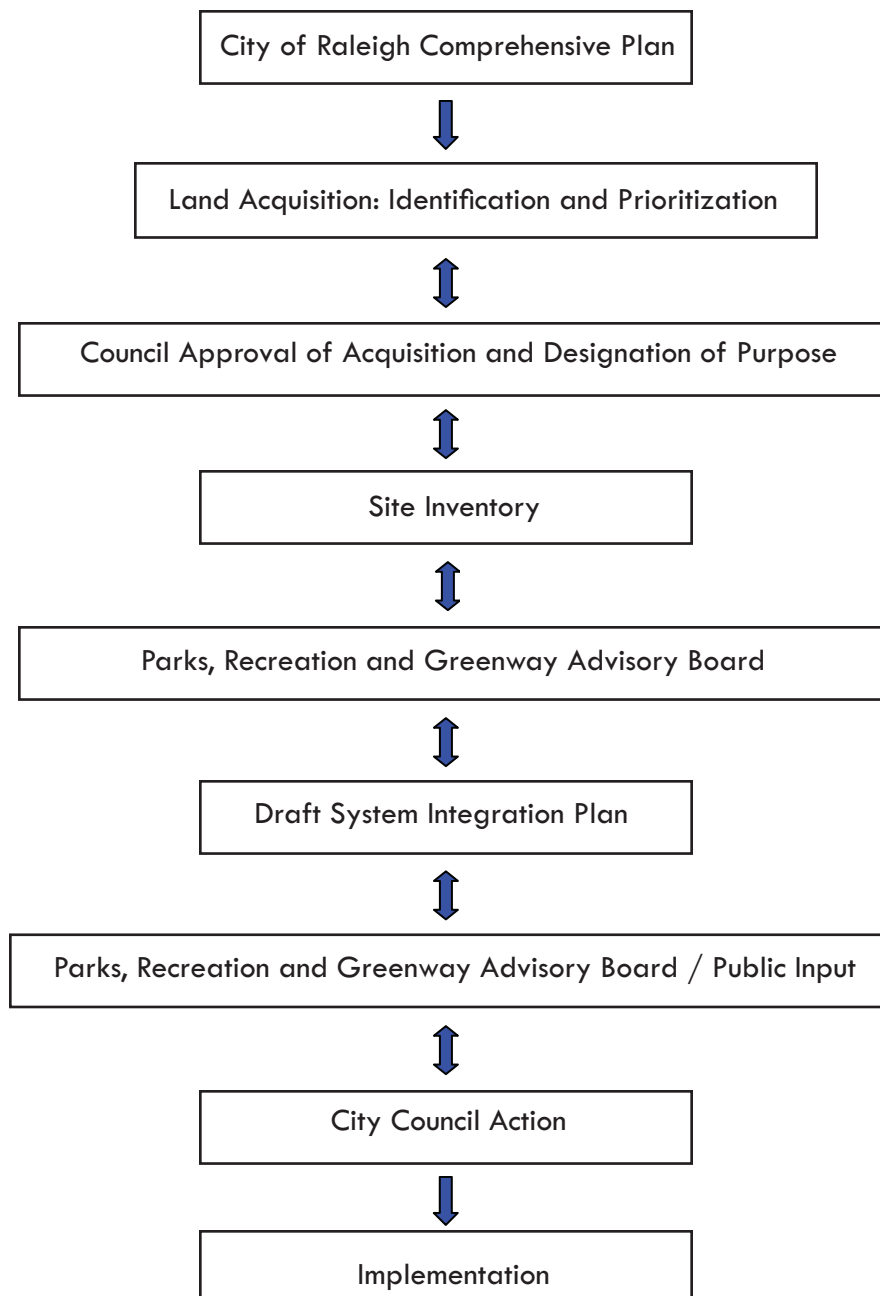 City of Raleigh Comprehensive Plan
Land Acquisition: Identification and Prioritization
Council Approval of Acquisition and Designation of Purpose
Site Inventory
Parks, Recreation and Greenway Advisory Board
Draft System Integration Plan
Parks, Recreation and Greenway Advisory Board / Public Input
City Council Action
Implementation